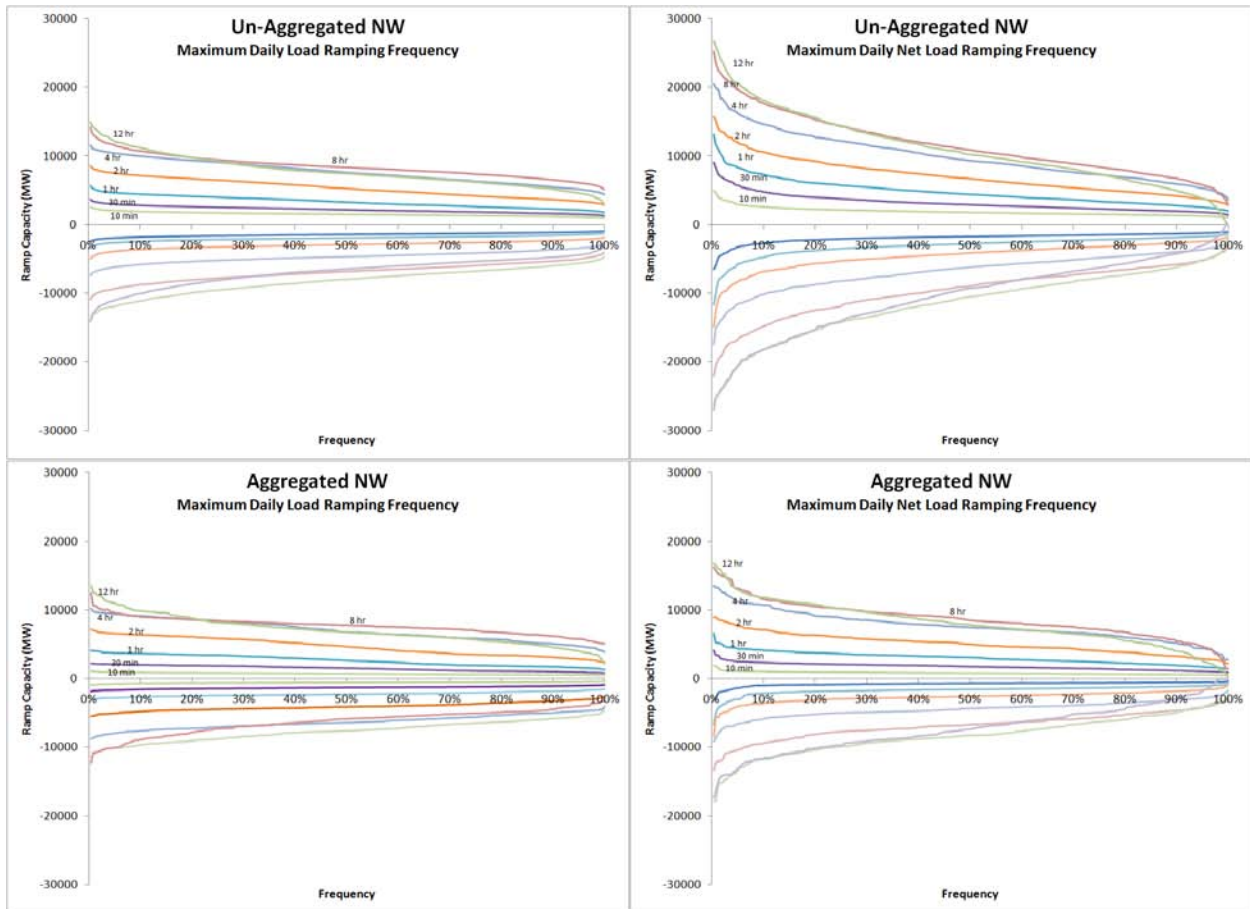 Un-Aggregated NW
Maximum Daily Load Ramping Frequency
30000
20000
10000
0
-10000
-20000
-30000
Ramp Capacity (MW)
12 hr
4 hr
2 hr
1 hr
30 min
10 min
8 hr
0% 10% 20% 30% 40% 50% 60% 70% 80% 90% 100%
Frequency
Un-Aggregated NW
Maximum Daily Net Load Ramping Frequency
30000
20000
10000
0
-10000
-20000
-30000
Ramp Capacity (MW)
12 hr
8 hr
4 hr
2 hr
1 hr
30 min
10 min
0% 10% 20% 30% 40% 50% 60% 70% 80% 90% 100%
Frequency
Aggregated NW
Maximum Daily Load Ramping Frequency
30000
20000
10000
0
-10000
-20000
-30000
Ramp Capacity (MW)
12 hr
4 hr
2 hr
1 hr
30 min
10 min
8 hr
0% 10% 20% 30% 40% 50% 60% 70% 80% 90% 100%
Frequency
Aggregated NW
Maximum Daily Net Load Ramping Frequency
30000
20000
10000
0
-10000
-20000
-30000
Ramp Capacity (MW)
12 hr
4 hr
2 hr
1 hr
30 min
10 min
8 hr
0% 10% 20% 30% 40% 50% 60% 70% 80% 90% 100%
Frequency